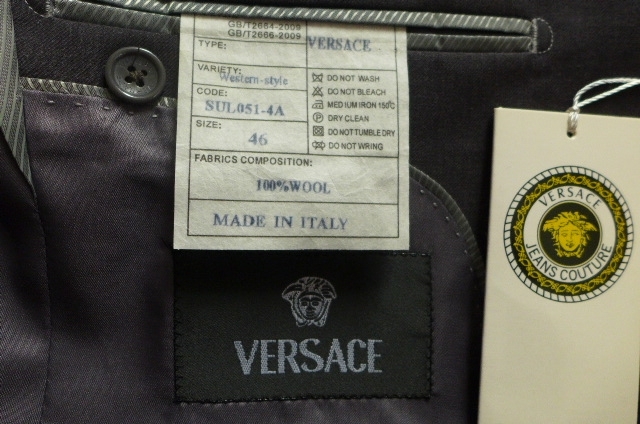 GB/T2664-2009
GB/T2666-2009
TYPE: VERSACE
VARIETY: Western-style
CODE: SUL051-4A
SIZE: 46
DO NOT WASH
DO NOT BLEACH
MEDIUM IRON 150°C
DRY CLEAN
DO NOT TUMBLE DRY
DO NOT WRING
FABRICS COMPOSITION:
100%WOOL
MADE IN ITALY
VERSACE
VERSACE
JEANS COUTURE